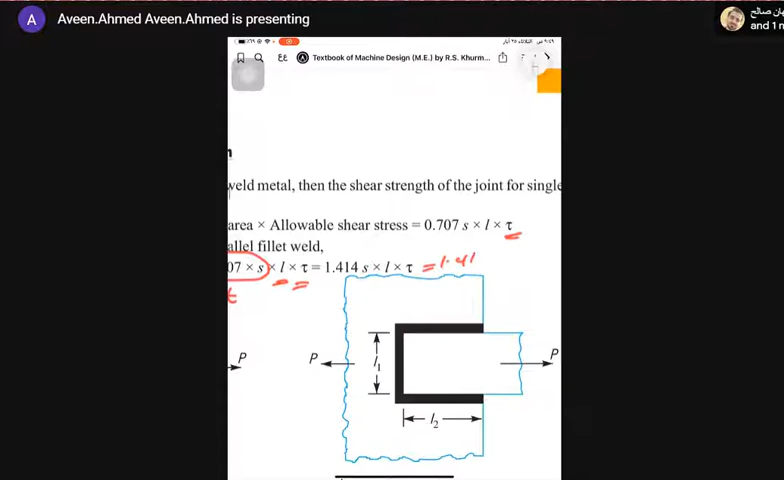 A Aveen.Ahmed Aveen.Ahmed is presenting
صالح
and 1
Textbook of Machine Design (M.E.) by R.S. Khurm...
weld metal, then the shear strength of the joint for single
area × Allowable shear stress = 0.707 s × l × τ
allel fillet weld,
07 × s × l × τ = 1.414 s × l × τ = 1.41
t
P
P
l1
P
l2